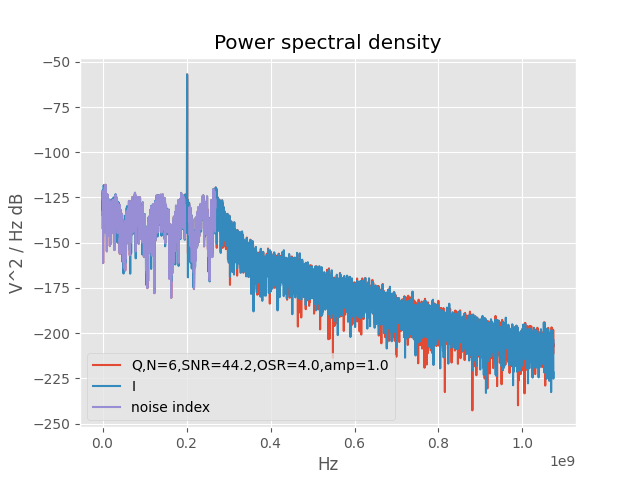 Power spectral density
−50
−75
−100
−125
−150
−175
−200
−225
−250
V^2 / Hz dB
Q,N=6,SNR=44.2,OSR=4.0,amp=1.0
I
noise index
0.0 0.2 0.4 0.6 0.8 1.0
1e9
Hz